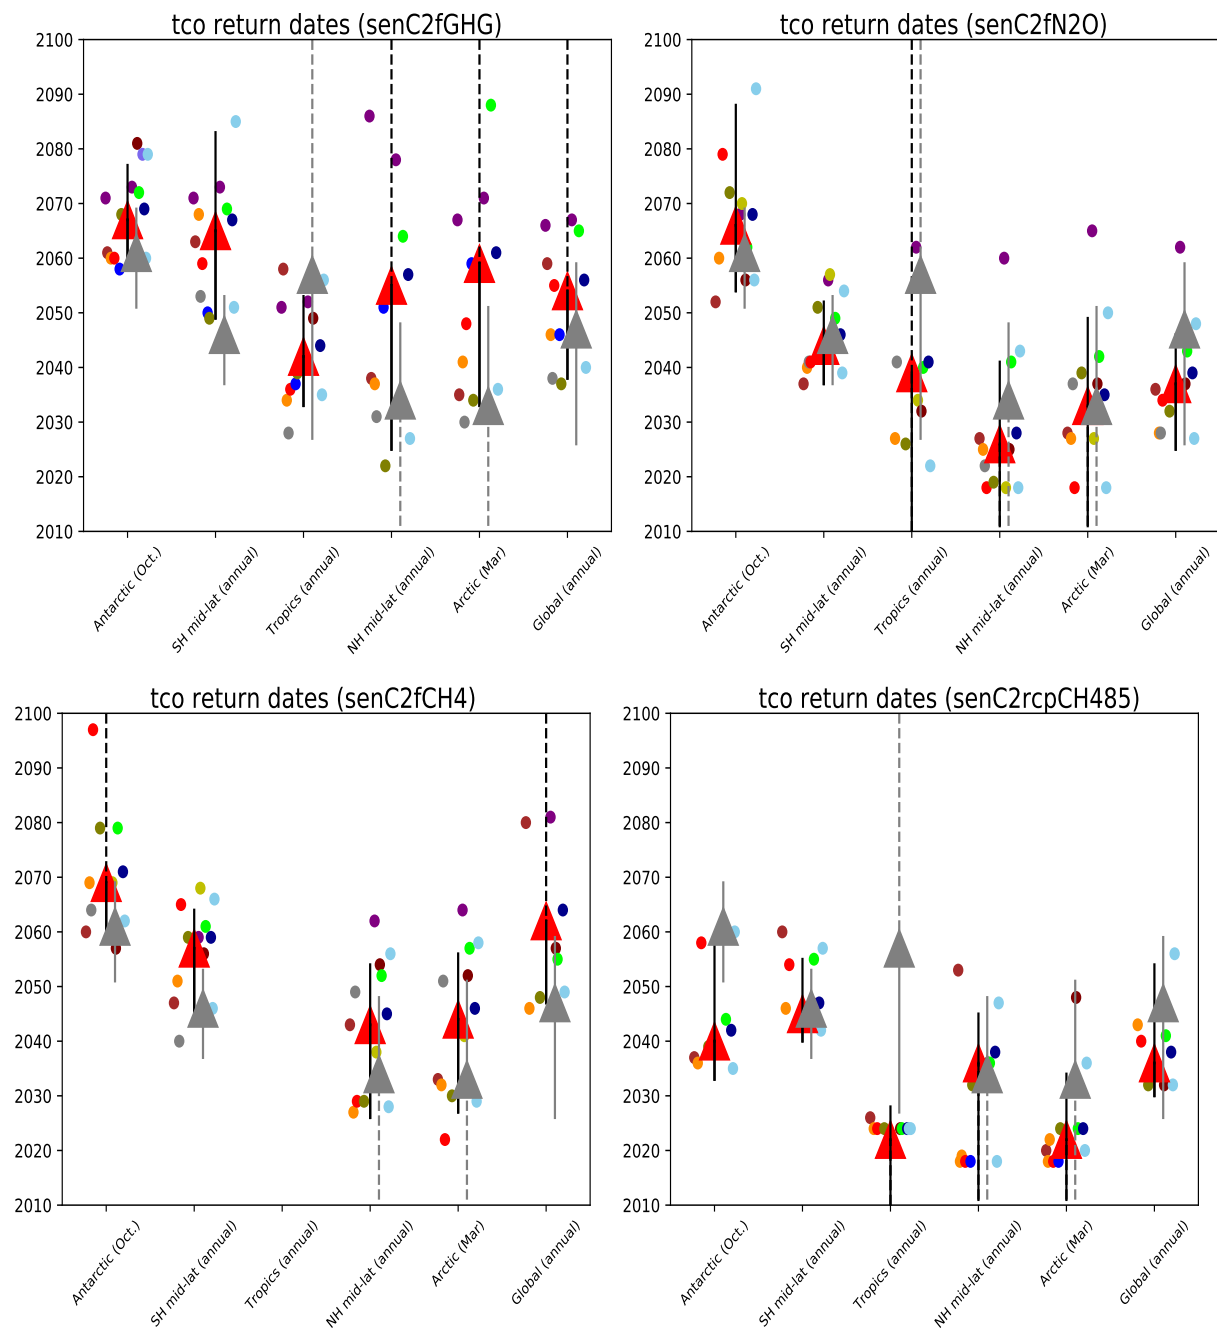 tco return dates (senC2fGHG)
2100
2090
2080
2070
2060
2050
2040
2030
2020
2010
Antarctic (Oct.)
SH mid-lat (annual)
Tropics (annual)
NH mid-lat (annual)
Arctic (Mar)
Global (annual)
tco return dates (senC2fN2O)
2100
2090
2080
2070
2060
2050
2040
2030
2020
2010
Antarctic (Oct.)
SH mid-lat (annual)
Tropics (annual)
NH mid-lat (annual)
Arctic (Mar)
Global (annual)
tco return dates (senC2fCH4)
2100
2090
2080
2070
2060
2050
2040
2030
2020
2010
Antarctic (Oct.)
SH mid-lat (annual)
Tropics (annual)
NH mid-lat (annual)
Arctic (Mar)
Global (annual)
tco return dates (senC2rcpCH485)
2100
2090
2080
2070
2060
2050
2040
2030
2020
2010
Antarctic (Oct.)
SH mid-lat (annual)
Tropics (annual)
NH mid-lat (annual)
Arctic (Mar)
Global (annual)